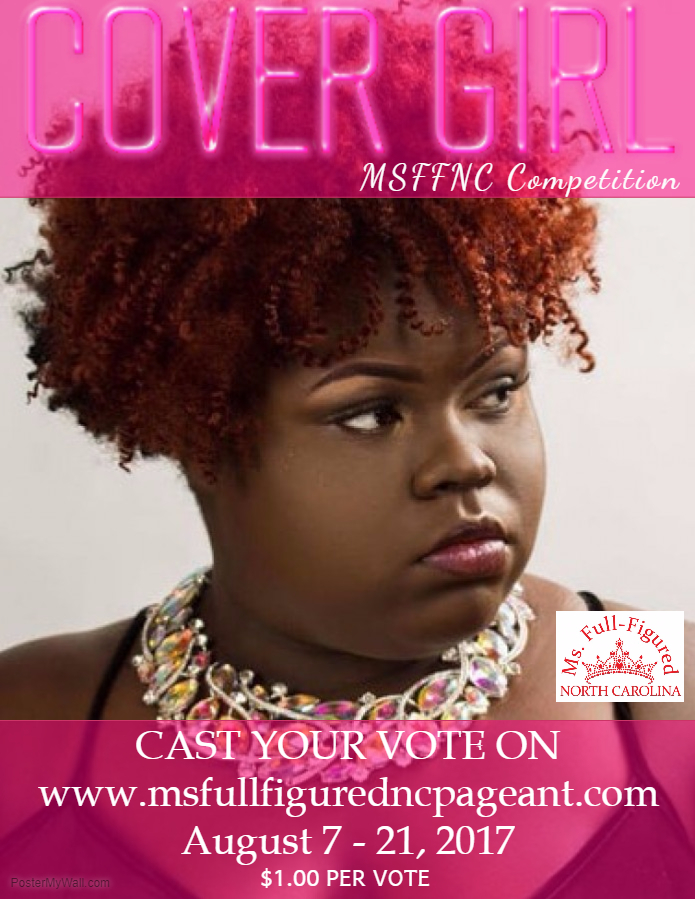 COVER GIRL
MSFFNC Competition
Ms. Full-Figured
NORTH CAROLINA
CAST YOUR VOTE ON
www.msfullfiguredncpageant.com
August 7 - 21, 2017
$1.00 PER VOTE
PosterMyWall.com